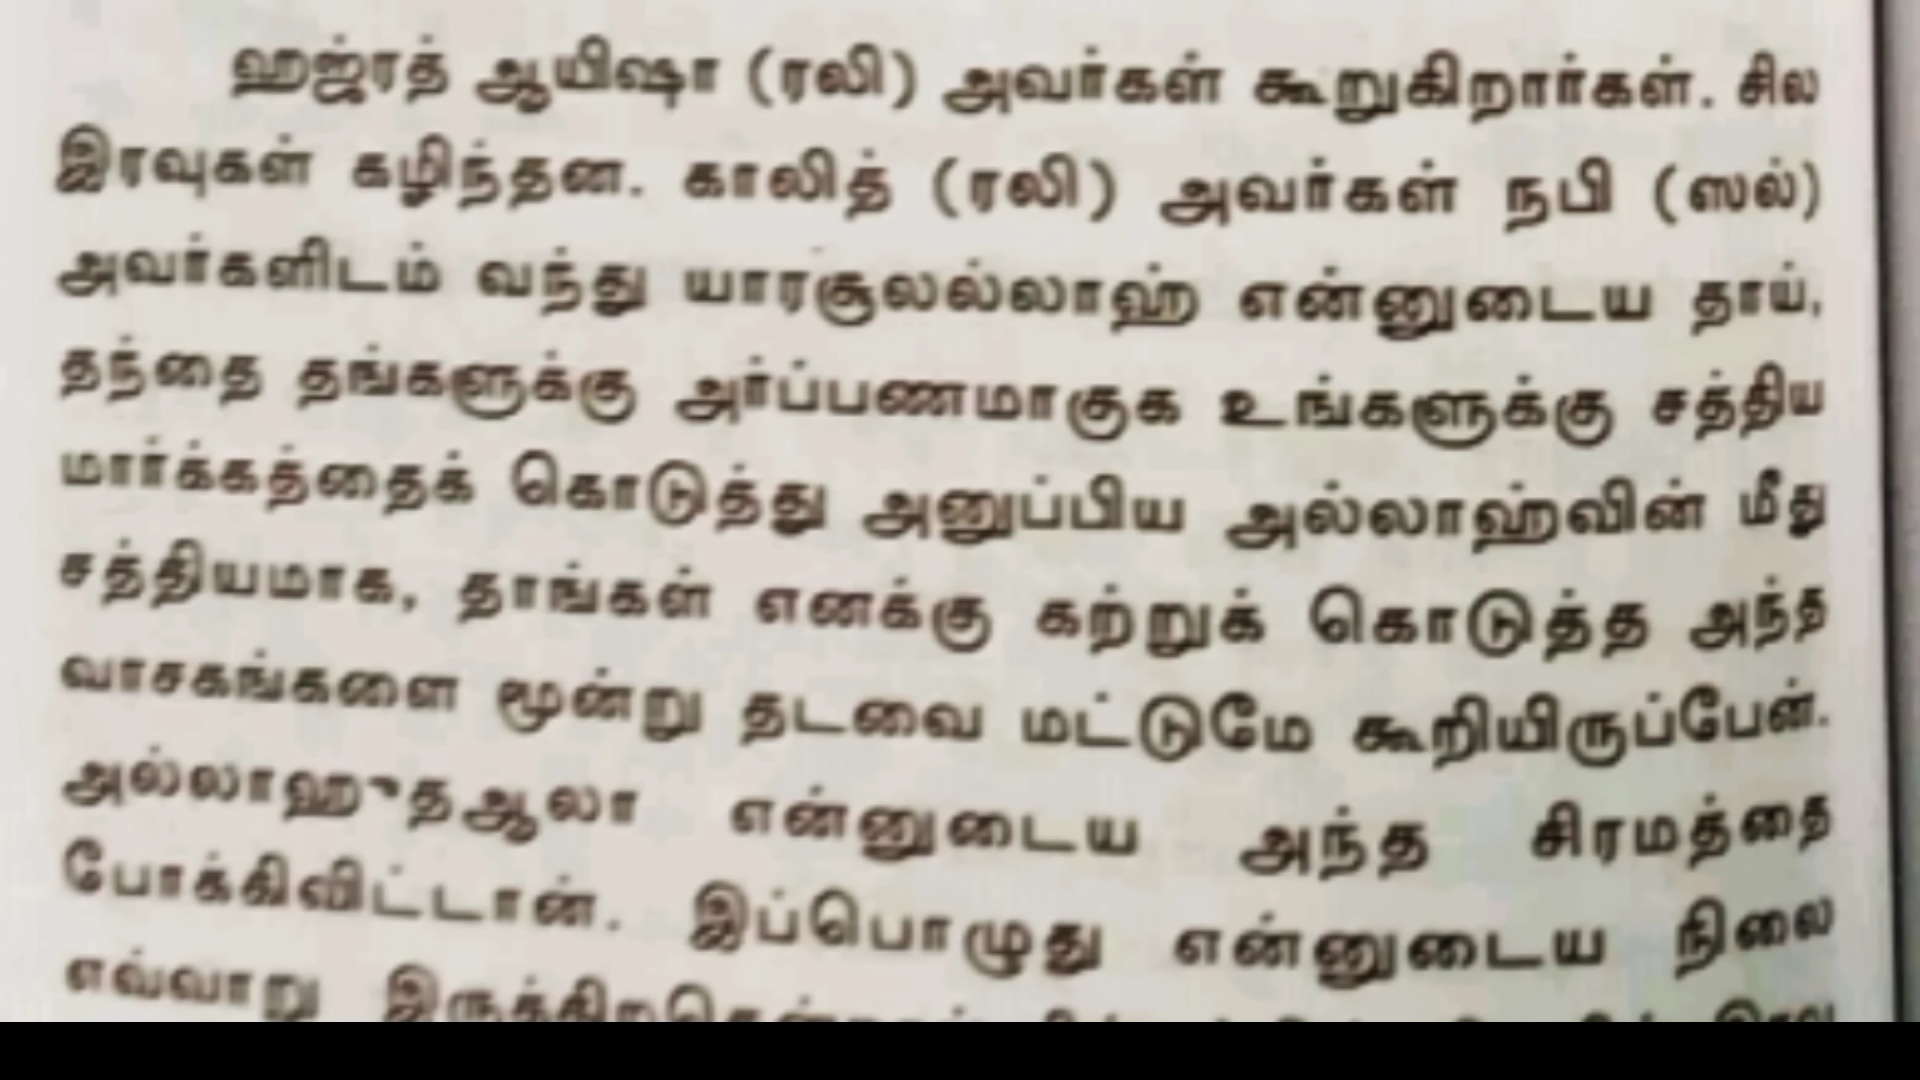 ஹஜ்ரத் ஆயிஷா (ரலி) அவர்கள் கூறுகிறார்கள். சில
இரவுகள் கழிந்தன. காலித் (ரலி) அவர்கள் நபி (ஸல்)
அவர்களிடம் வந்து யாரசூலல்லாஹ் என்னுடைய தாய்,
தந்தை தங்களுக்கு அர்ப்பணமாகுக உங்களுக்கு சத்திய
மார்க்கத்தைக் கொடுத்து அனுப்பிய அல்லாஹ்வின் மீது
சத்தியமாக, தாங்கள் எனக்கு கற்றுக் கொடுத்த அந்த
வாசகங்களை மூன்று தடவை மட்டுமே கூறியிருப்பேன்.
அல்லாஹுதஆலா என்னுடைய அந்த சிரமத்தை
போக்கிவிட்டான். இப்பொழுது என்னுடைய நிலை
எவ்வாறு